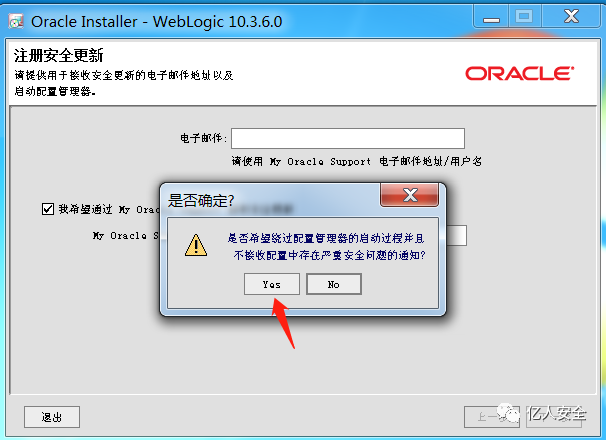 Oracle Installer - WebLogic 10.3.6.0
注册安全更新
请提供用于接收安全更新的电子邮件地址以及
启动配置管理器。
ORACLE
电子邮件:
请使用 My Oracle Support 电子邮件地址/用户名
我希望通过 My Orac
My Oracle S
是否确定?
是否希望绕过配置管理器的启动过程并且
不接收配置中存在严重安全问题的通知?
Yes
No
退出
上一
亿人安全